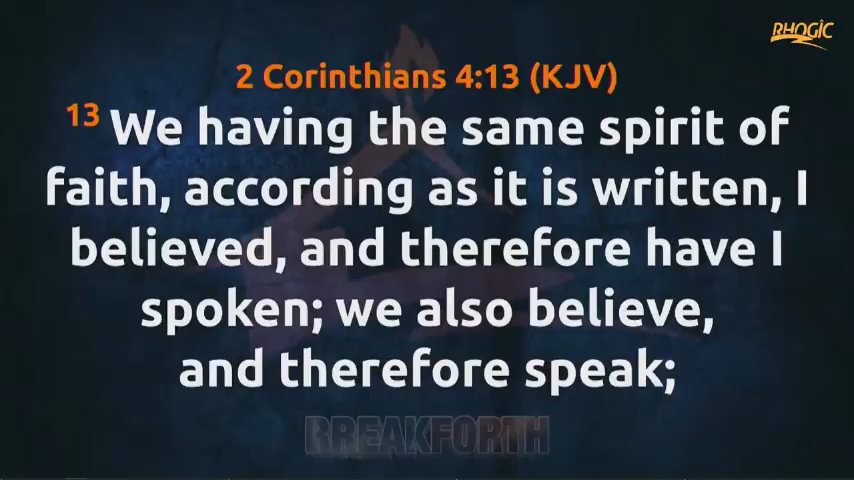 RHOGIC
2 Corinthians 4:13 (KJV)
13 We having the same spirit of
faith, according as it is written, I
believed, and therefore have I
spoken; we also believe,
and therefore speak;
BREAKFORTH